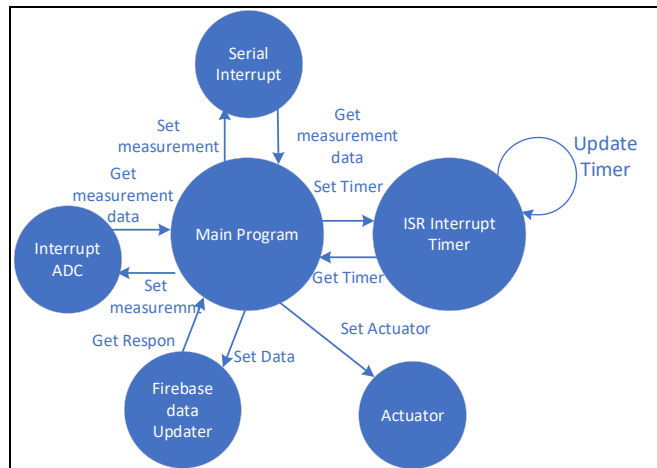 Serial
Interrupt
Set
measurement
Get
measurement
data
Get
measurement
data
Set Timer
Update
Timer
Main Program
ISR Interrupt
Timer
Interrupt
ADC
Get Timer
Set
measuremnt
Set Actuator
Get Respon
Set Data
Firebase
data
Updater
Actuator